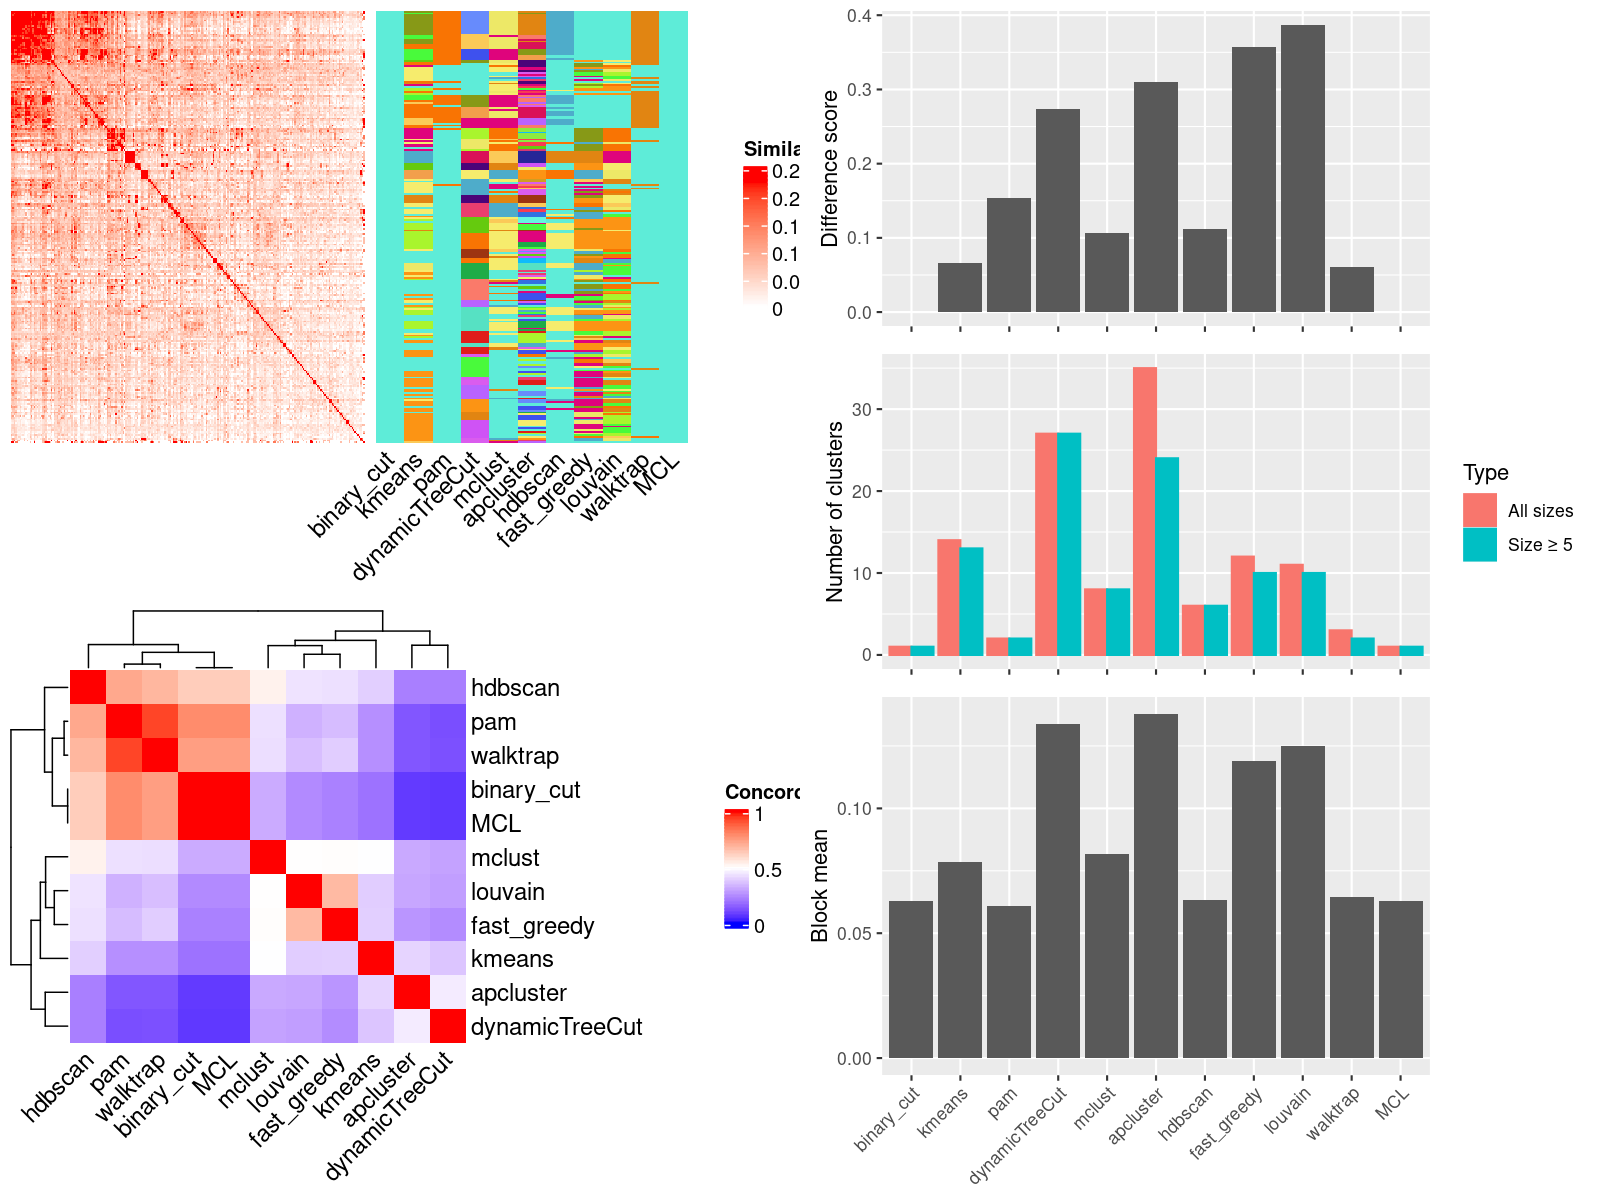 Simila
0.2
0.2
0.1
0.0
0
binary_cut
kmeans
pam
dynamicTreeCut
mclust
apcluster
hdbscan
fast_greedy
louvain
walktrap
MCL
hdbscan
pam
walktrap
binary_cut
MCL
mclust
louvain
fast_greedy
kmeans
apcluster
dynamicTreeCut
hdbscan
pam
walktrap
binary_cut
MCL
mclust
louvain
fast_greedy
kmeans
apcluster
dynamicTreeCut
Concord
1
0.5
0
Difference score
0.4
0.3
0.2
0.1
0.0
Number of clusters
30
20
10
0
Type
All sizes
Size ≥ 5
Block mean
0.10
0.05
0.00
binary_cut
kmeans
pam
dynamicTreeCut
mclust
apcluster
hdbscan
fast_greedy
louvain
walktrap
MCL